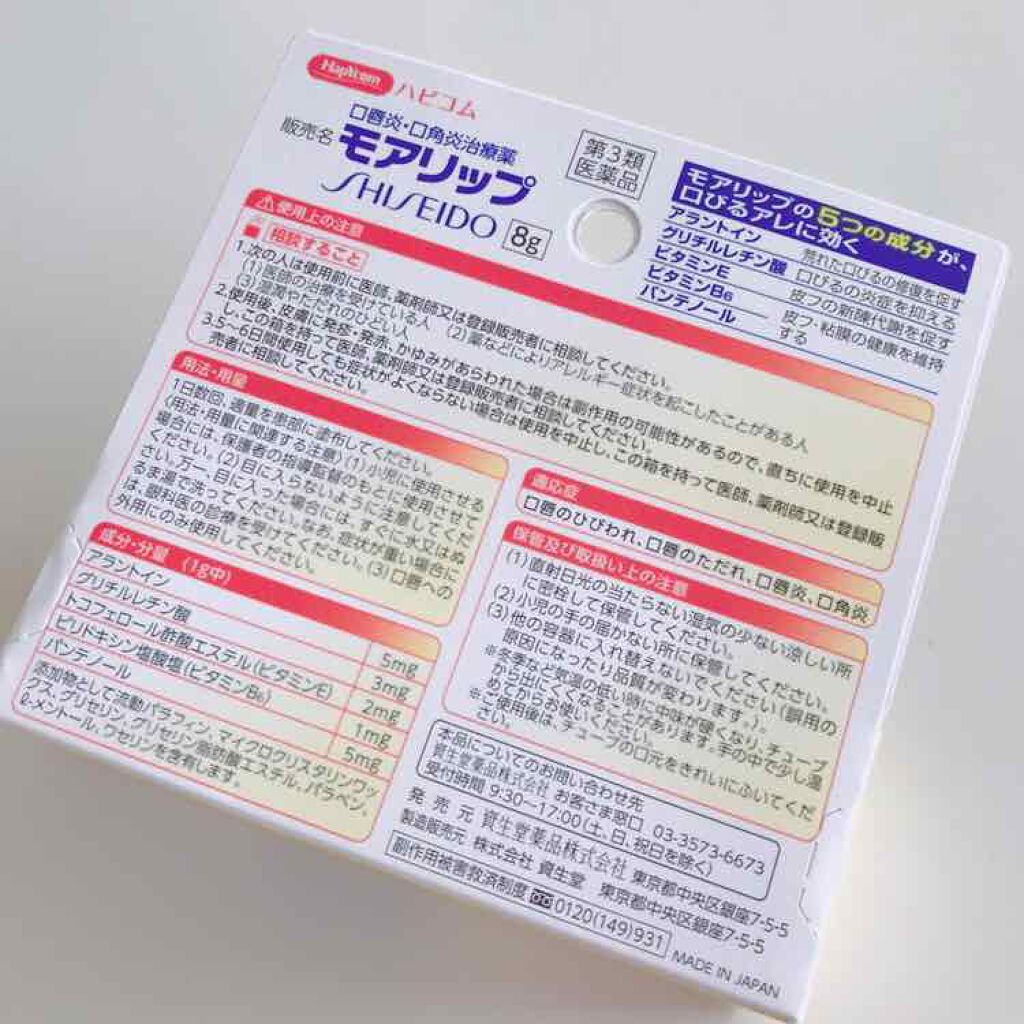 Hapycom ハピコム
口唇炎・口角炎治療薬
販売名 モアリップ
SHISEIDO 8g
第3類
医薬品
モアリップの5つの成分が、
口びるアレに効く
アラントイン 荒れた口びるの修復を促す
グリチルレチン酸 口びるの炎症を抑える
ビタミンE 皮フの新陳代謝を促す
ビタミンB6 皮フ・粘膜の健康を維持
パンテノール する
使用上の注意
相談すること
1.次の人は使用前に医師、薬剤師又は登録販売者に相談してください。
(1)医師の治療を受けている人 (2)薬などによりアレルギー症状を起こしたことがある人
(3)湿潤やただれのひどい人
2.使用後、皮膚に発疹・発赤、かゆみがあらわれた場合は副作用の可能性があるので、直ちに使用を中止
し、この箱を持って医師、薬剤師又は登録販売者に相談してください。
3.5～6日間使用しても症状がよくならない場合は使用を中止し、この箱を持って医師、薬剤師又は登録販
売者に相談してください。
用法・用量
1日数回、適量を患部に塗布してください。
(用法・用量に関連する注意)(1)小児に使用させる
場合には、保護者の指導監督のもとに使用させて
ください。(2)目に入らないように注意してくだ
さい。万一、目に入った場合には、すぐに水又はぬ
るま湯で洗ってください。なお、症状が重い場合に
は、眼科医の診療を受けてください。(3)口唇への
外用にのみ使用してください。
成分・分量 (1g中)
アラントイン 5mg
グリチルレチン酸 3mg
トコフェロール酢酸エステル(ビタミンE) 2mg
ピリドキシン塩酸塩(ビタミンB6) 1mg
パンテノール 5mg
添加物として流動パラフィン、マイクロクリスタリンワッ
クス、グリセリン、グリセリン脂肪酸エステル、パラベン、
ℓ-メントール、ワセリンを含有します。
適応症
口唇のひびわれ、口唇のただれ、口唇炎、口角炎
保管及び取扱い上の注意
(1)直射日光の当たらない湿気の少ない涼しい所
に密栓して保管してください。
(2)小児の手の届かない所に保管してください。
(3)他の容器に入れ替えないでください(誤用の
原因になったり品質が変わります。)。
※冬季など気温の低い時に中味が硬くなり、チューブ
から出にくくなることがあります。手の中で少し温
めてからお使いください。
※ご使用後は、チューブの口元をきれいにふいてくだ
さい。
本品についてのお問い合わせ先
資生堂薬品株式会社 お客さま窓口 03-3573-6673
受付時間 9:30～17:00(土、日、祝日を除く)
発売元 資生堂薬品株式会社 東京都中央区銀座7-5-5
製造販売元 株式会社 資生堂 東京都中央区銀座7-5-5
副作用被害救済制度 0120(149)931
MADE IN JAPAN